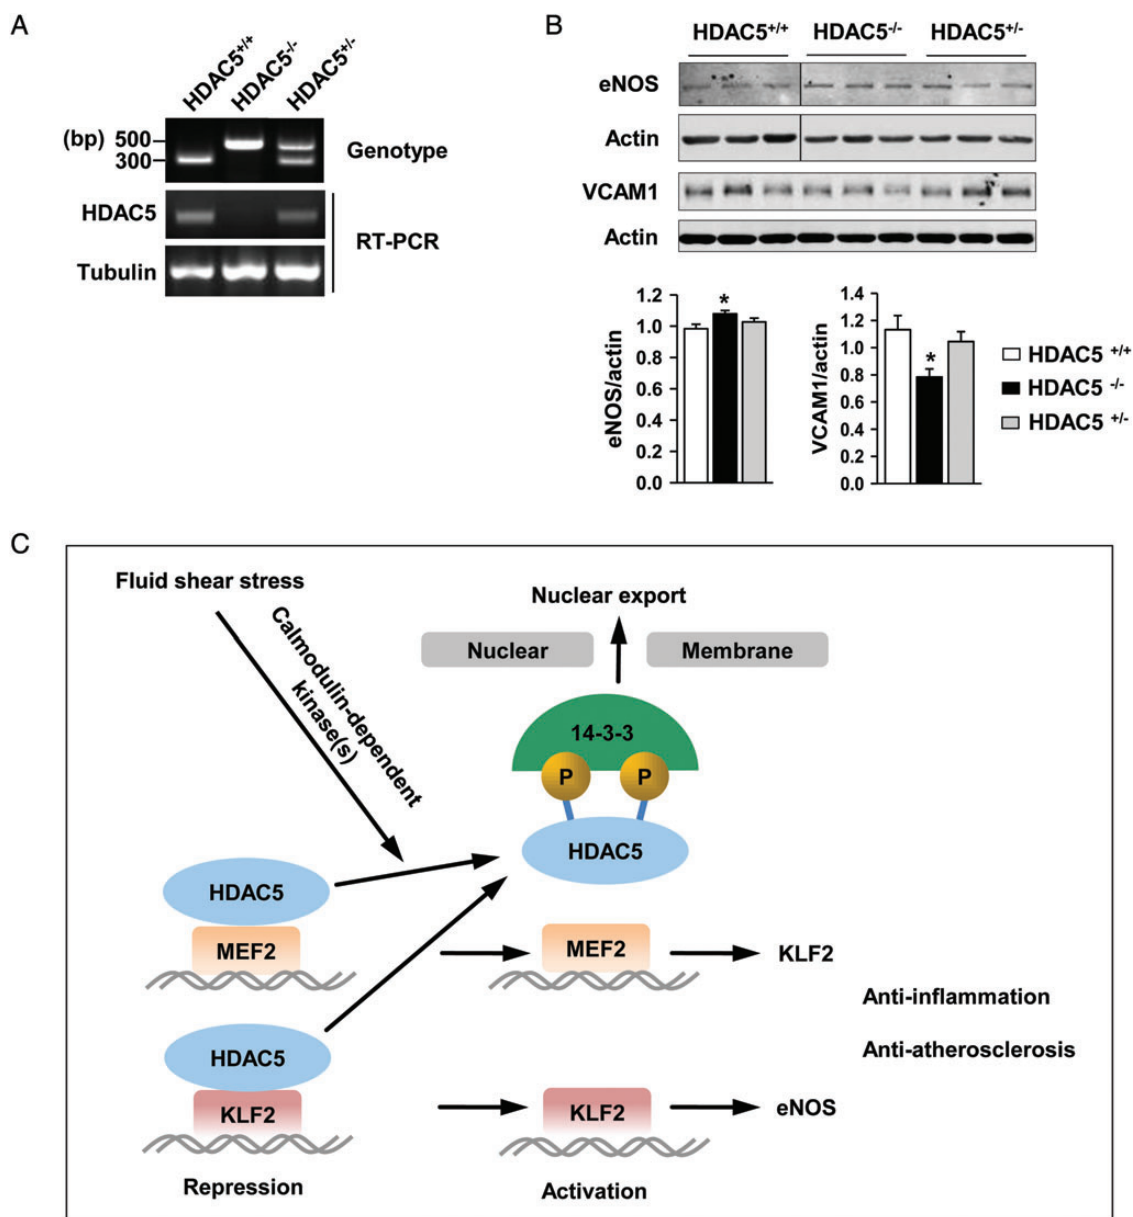 A
HDAC5+/+
HDAC5-/-
HDAC5+/-
(bp)
500
300
Genotype
HDAC5
Tubulin
RT-PCR
B
HDAC5+/+ HDAC5-/- HDAC5+/-
eNOS
Actin
VCAM1
Actin
eNOS/actin
1.2
1.0
0.8
0.6
0.4
0.2
0.0
*
VCAM1/actin
1.4
1.2
1.0
0.8
0.6
0.4
0.2
0.0
*
HDAC5 +/+
HDAC5 -/-
HDAC5 +/-
C
Fluid shear stress
Calmodulin-dependent
kinase(s)
Nuclear export
Nuclear Membrane
14-3-3
P P
HDAC5
HDAC5
MEF2
MEF2
KLF2
Anti-inflammation
Anti-atherosclerosis
HDAC5
KLF2
KLF2
eNOS
Repression
Activation